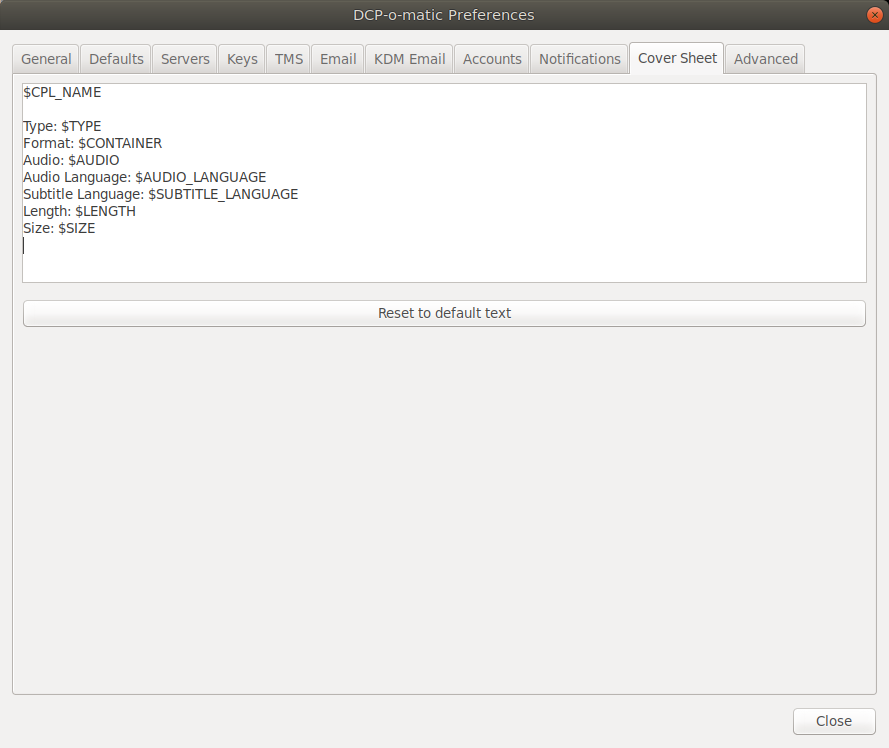 DCP-o-matic Preferences
General Defaults Servers Keys TMS Email KDM Email Accounts Notifications Cover Sheet Advanced
$CPL_NAME
Type: $TYPE
Format: $CONTAINER
Audio: $AUDIO
Audio Language: $AUDIO_LANGUAGE
Subtitle Language: $SUBTITLE_LANGUAGE
Length: $LENGTH
Size: $SIZE
Reset to default text
Close